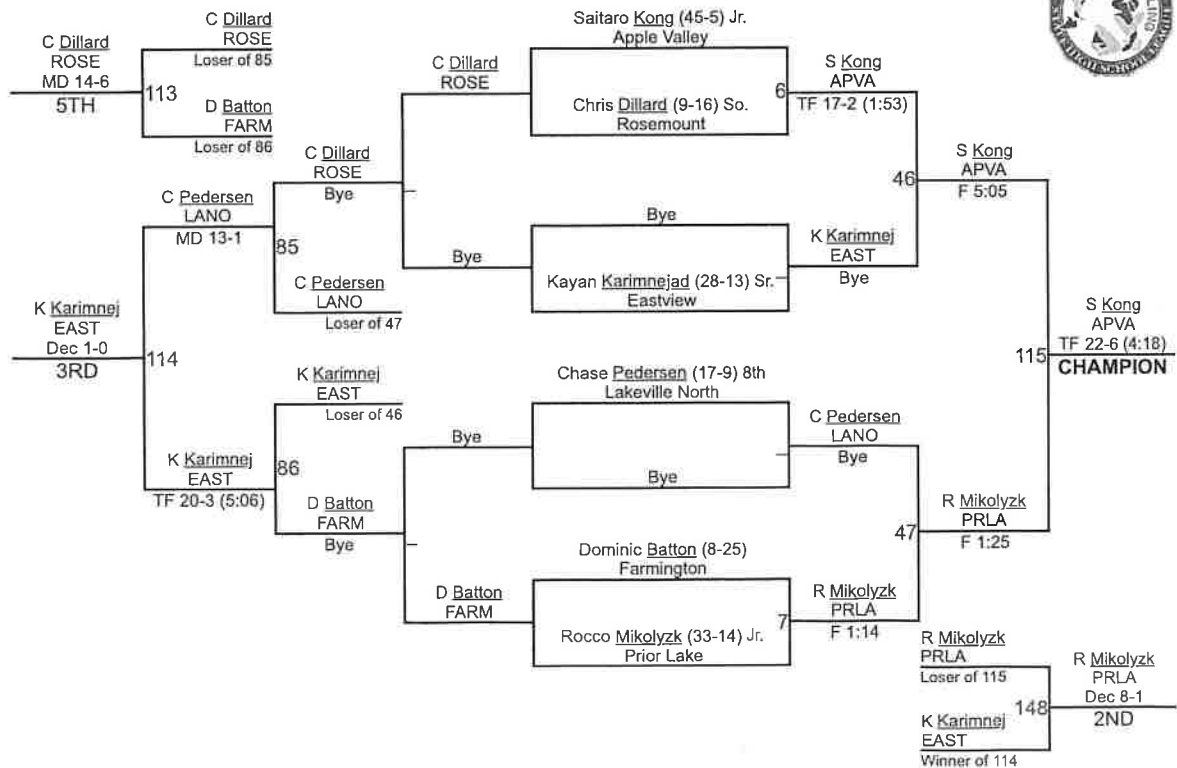 C Dillard
ROSE
MD 14-6
5TH
C Dillard
ROSE
Loser of 85
113
D Batton
FARM
Loser of 86
C Dillard
ROSE
Saitaro Kong (45-5) Jr.
Apple Valley
Chris Dillard (9-16) So.
Rosemount
6
S Kong
APVA
TF 17-2 (1:53)
LING
C Dillard
ROSE
Bye
C Pedersen
LANO
MD 13-1
85
C Pedersen
LANO
Loser of 47
Bye
Bye
Kayan Karimnejad (28-13) Sr.
Eastview
K Karimnej
EAST
Bye
46
S Kong
APVA
F 5:05
K Karimnej
EAST
Dec 1-0
3RD
114
K Karimnej
EAST
Loser of 46
K Karimnej
EAST
TF 20-3 (5:06)
86
D Batton
FARM
Bye
Bye
Chase Pedersen (17-9) 8th
Lakeville North
Bye
C Pedersen
LANO
Bye
115
S Kong
APVA
TF 22-6 (4:18)
CHAMPION
D Batton
FARM
Dominic Batton (8-25)
Farmington
Rocco Mikolyzk (33-14) Jr.
Prior Lake
7
R Mikolyzk
PRLA
F 1:14
47
R Mikolyzk
PRLA
F 1:25
R Mikolyzk
PRLA
Loser of 115
148
K Karimnej
EAST
Winner of 114
R Mikolyzk
PRLA
Dec 8-1
2ND